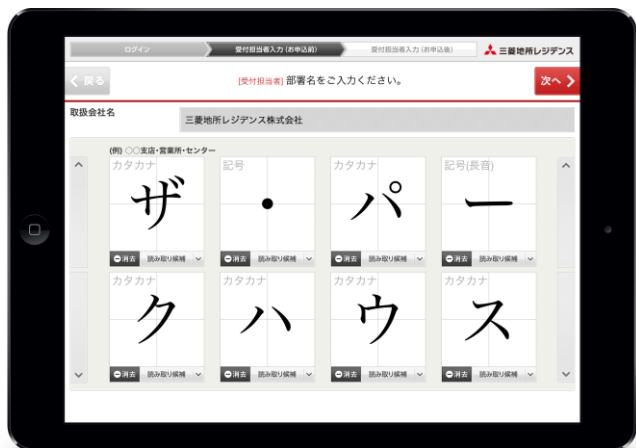 ログイン 受付担当者入力 (お申込前) 受付担当者入力 (お申込後) 三菱地所レジデンス
戻る [受付担当者] 部署名をご入力ください。 次へ
取扱会社名 三菱地所レジデンス株式会社
(例) ○○支店・営業所・センター
カタカナ 記号 カタカナ 記号(長音)
ザ ・ パ ー
消去 読み取り候補 消去 読み取り候補 消去 読み取り候補 消去 読み取り候補
カタカナ カタカナ カタカナ カタカナ
ク ハ ウ ス
消去 読み取り候補 消去 読み取り候補 消去 読み取り候補 消去 読み取り候補